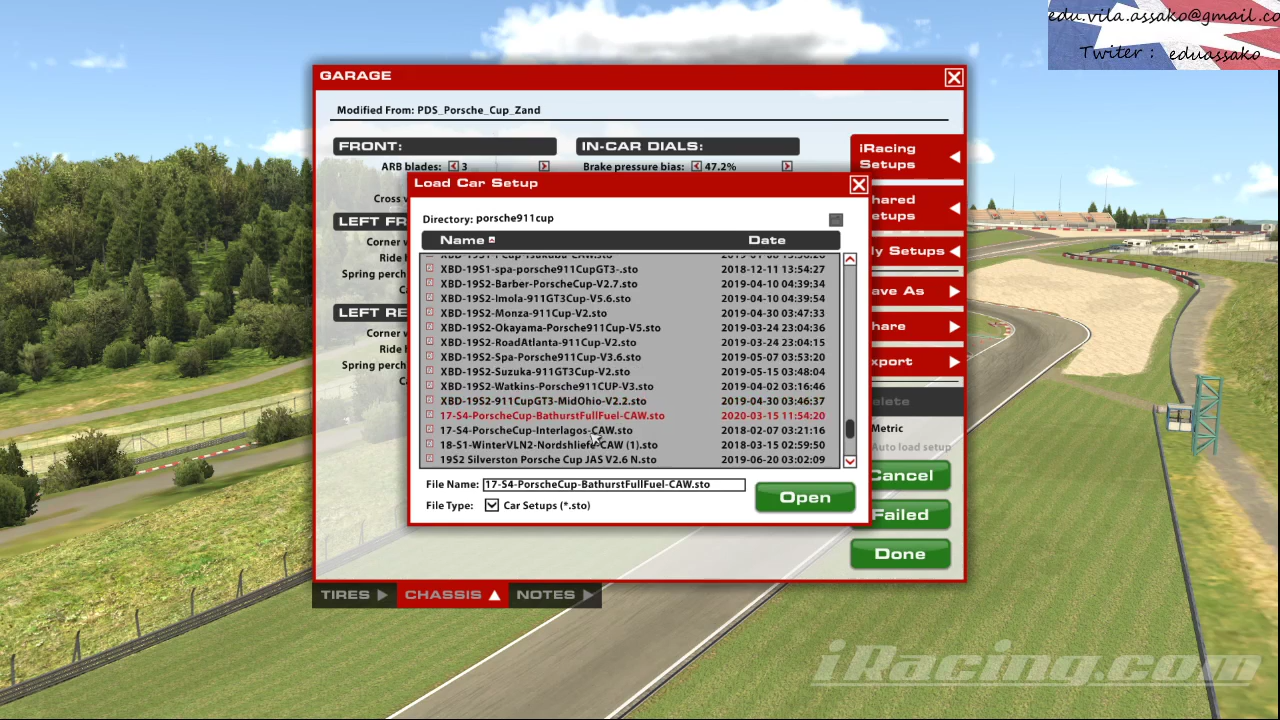 edu.vila.assako@gmail.co
Twiter : eduassako
GARAGE
Modified From: PDS_Porsche_Cup_Zand
FRONT:
IN-CAR DIALS:
ARB blades: 3
Brake pressure bias: 47.2%
Cross
LEFT FR
Corner
Ride
Spring perch
LEFT RE
Corner
Ride
Spring perch
iRacing
Setups
hared
etups
ly Setups
ave As
hare
xport
elete
Metric
Auto load setup
Cancel
Failed
Done
Load Car Setup
Directory: porsche911cup
Name Date
XBD-19S1-spa-porsche911CupGT3-.sto 2018-12-11 13:54:27
XBD-19S2-Barber-PorscheCup-V2.7.sto 2019-04-10 04:39:34
XBD-19S2-Imola-911GT3Cup-V5.6.sto 2019-04-10 04:39:54
XBD-19S2-Monza-911Cup-V2.sto 2019-04-30 03:47:33
XBD-19S2-Okayama-Porsche911Cup-V5.sto 2019-03-24 23:04:36
XBD-19S2-RoadAtlanta-911Cup-V2.sto 2019-03-24 23:04:15
XBD-19S2-Spa-Porsche911Cup-V3.6.sto 2019-05-07 03:53:20
XBD-19S2-Suzuka-911GT3Cup-V2.sto 2019-05-15 03:48:04
XBD-19S2-Watkins-Porsche911CUP-V3.sto 2019-04-02 03:16:46
XBD-19S2-911CupGT3-MidOhio-V2.2.sto 2019-04-30 03:46:37
17-S4-PorscheCup-BathurstFullFuel-CAW.sto 2020-03-15 11:54:20
17-S4-PorscheCup-Interlagos-CAW.sto 2018-02-07 03:21:16
18-S1-WinterVLN2-Nordshliefe-CAW (1).sto 2018-03-15 02:59:50
19S2 Silverston Porsche Cup JAS V2.6 N.sto 2019-06-20 03:02:09
File Name: 17-S4-PorscheCup-BathurstFullFuel-CAW.sto
File Type: Car Setups (*.sto)
Open
TIRES CHASSIS NOTES
iRacing.com